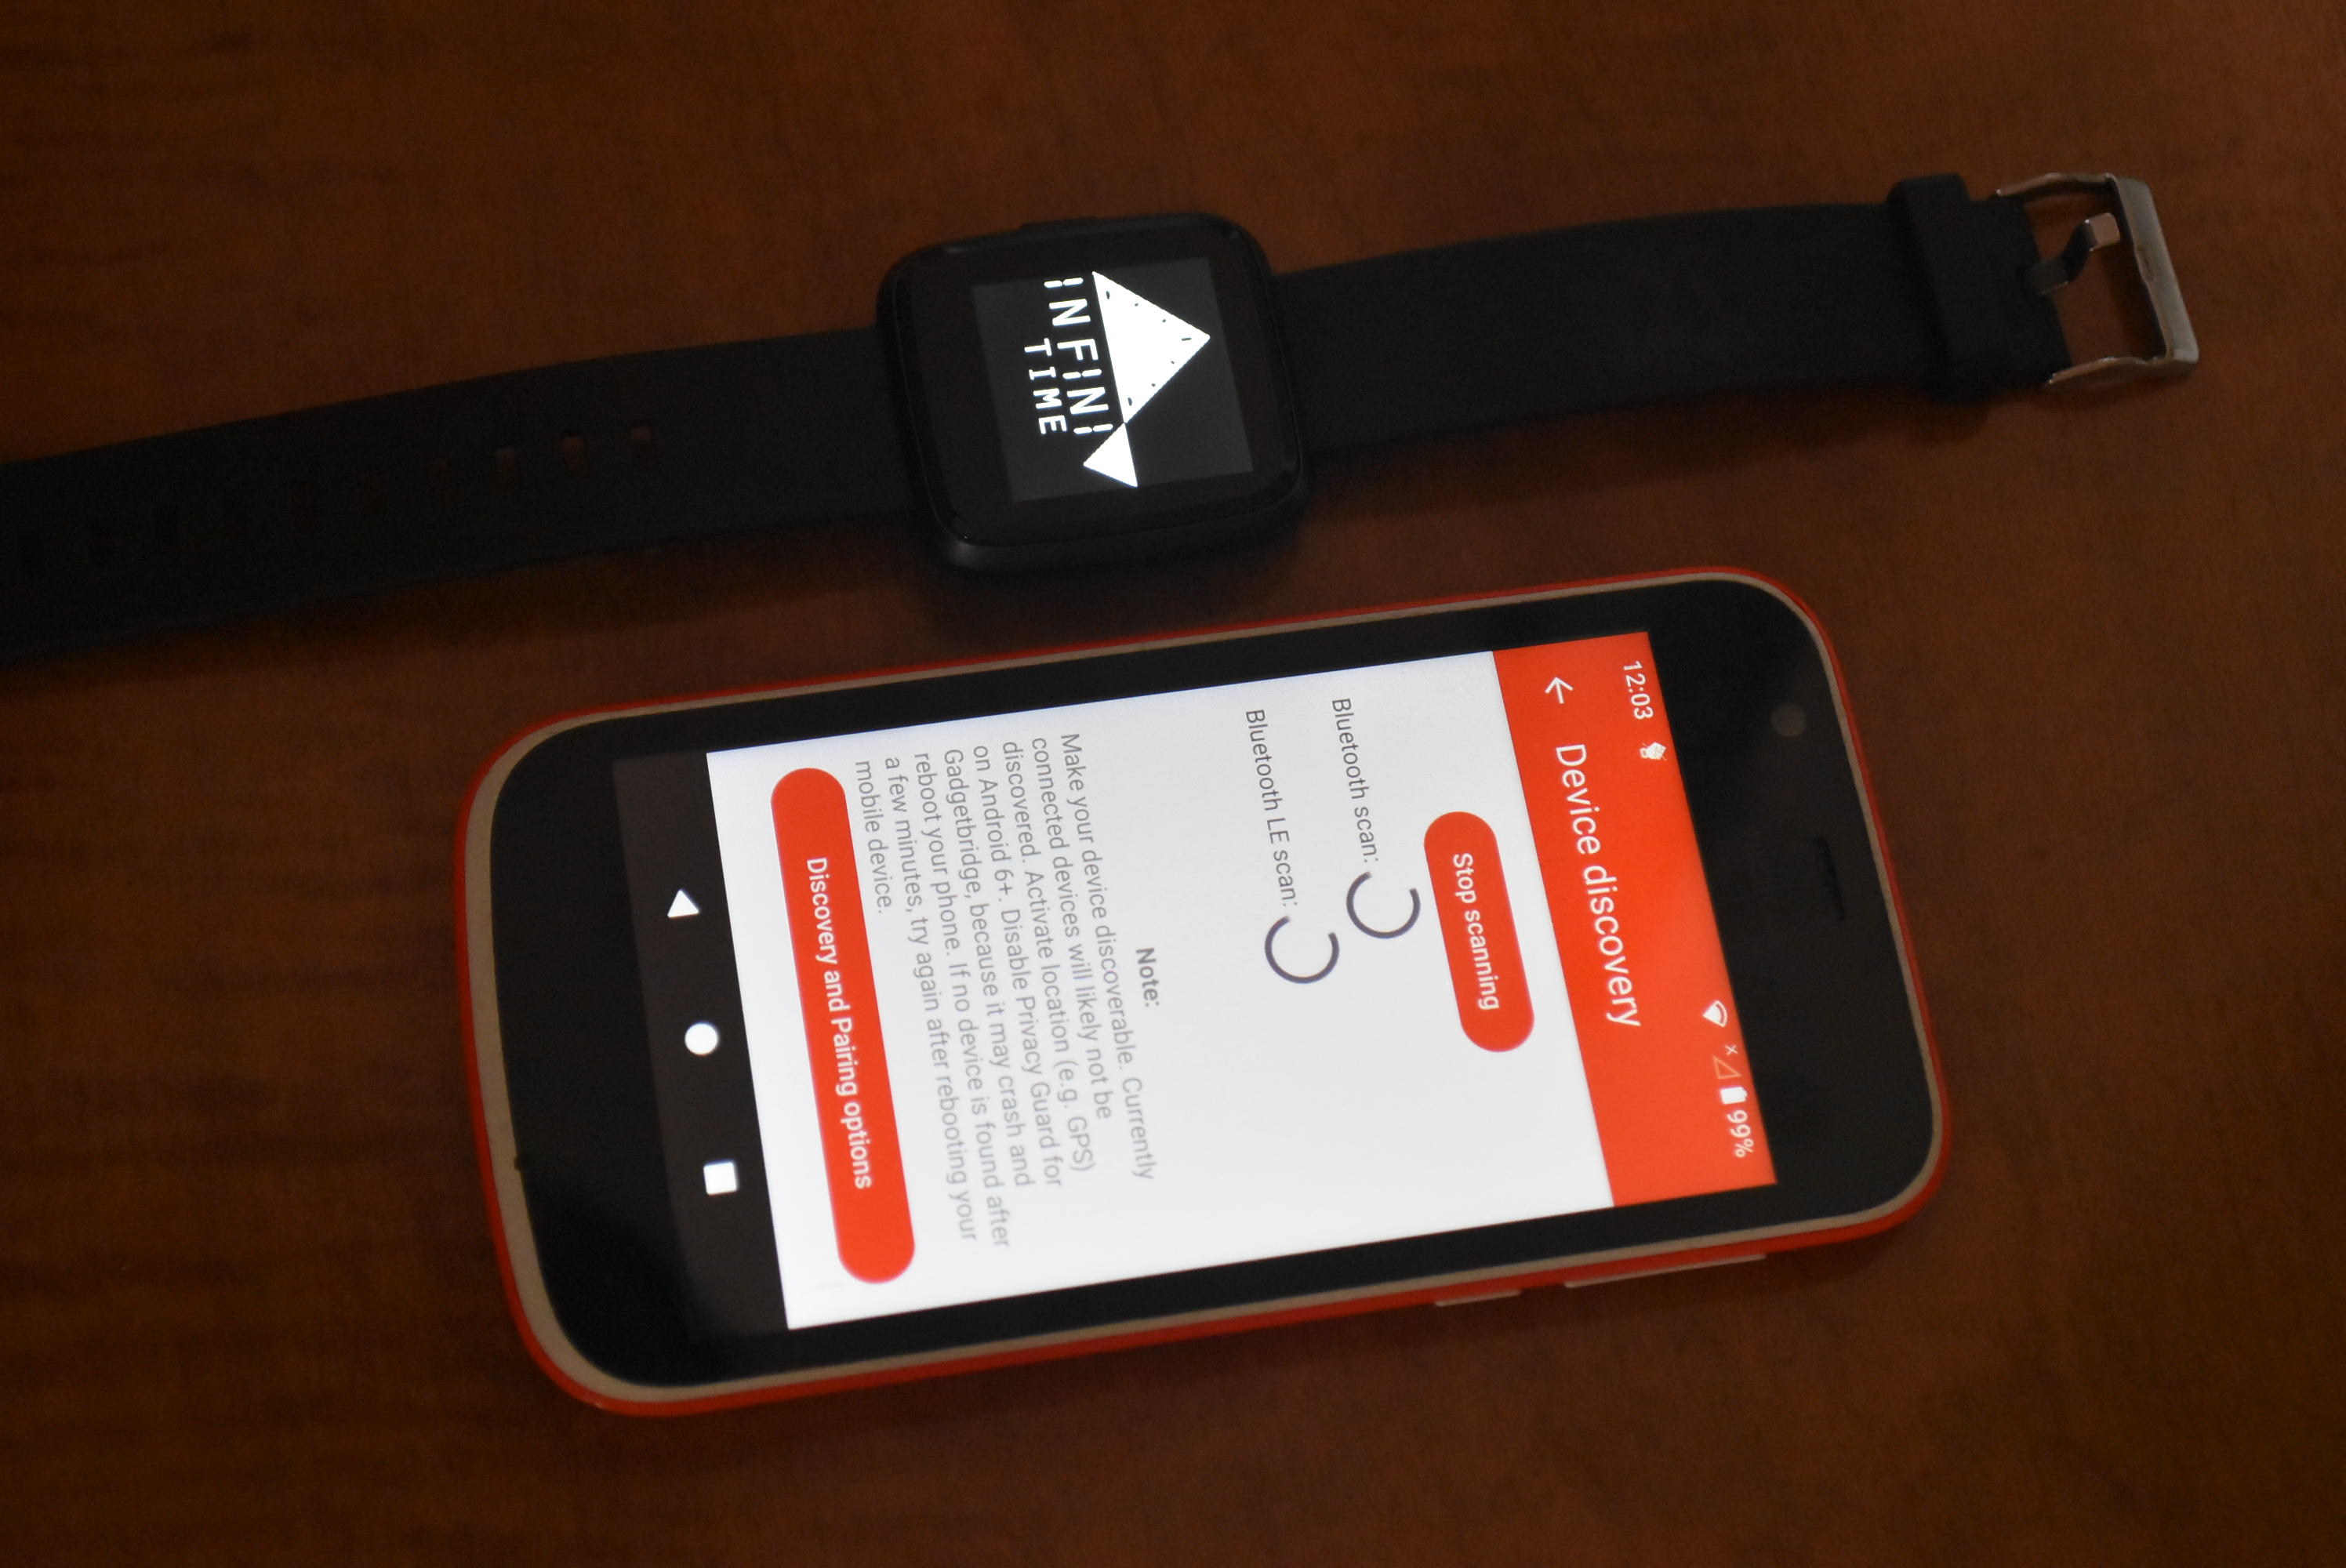 INFINI
TIME
12:03
99%
Device discovery
Stop scanning
Bluetooth scan:
Bluetooth LE scan:
Note:
Make your device discoverable. Currently
connected devices will likely not be
discovered. Activate location (e.g. GPS)
on Android 6+. Disable Privacy Guard for
Gadgetbridge, because it may crash and
reboot your phone. If no device is found after
a few minutes, try again after rebooting your
mobile device.
Discovery and Pairing options